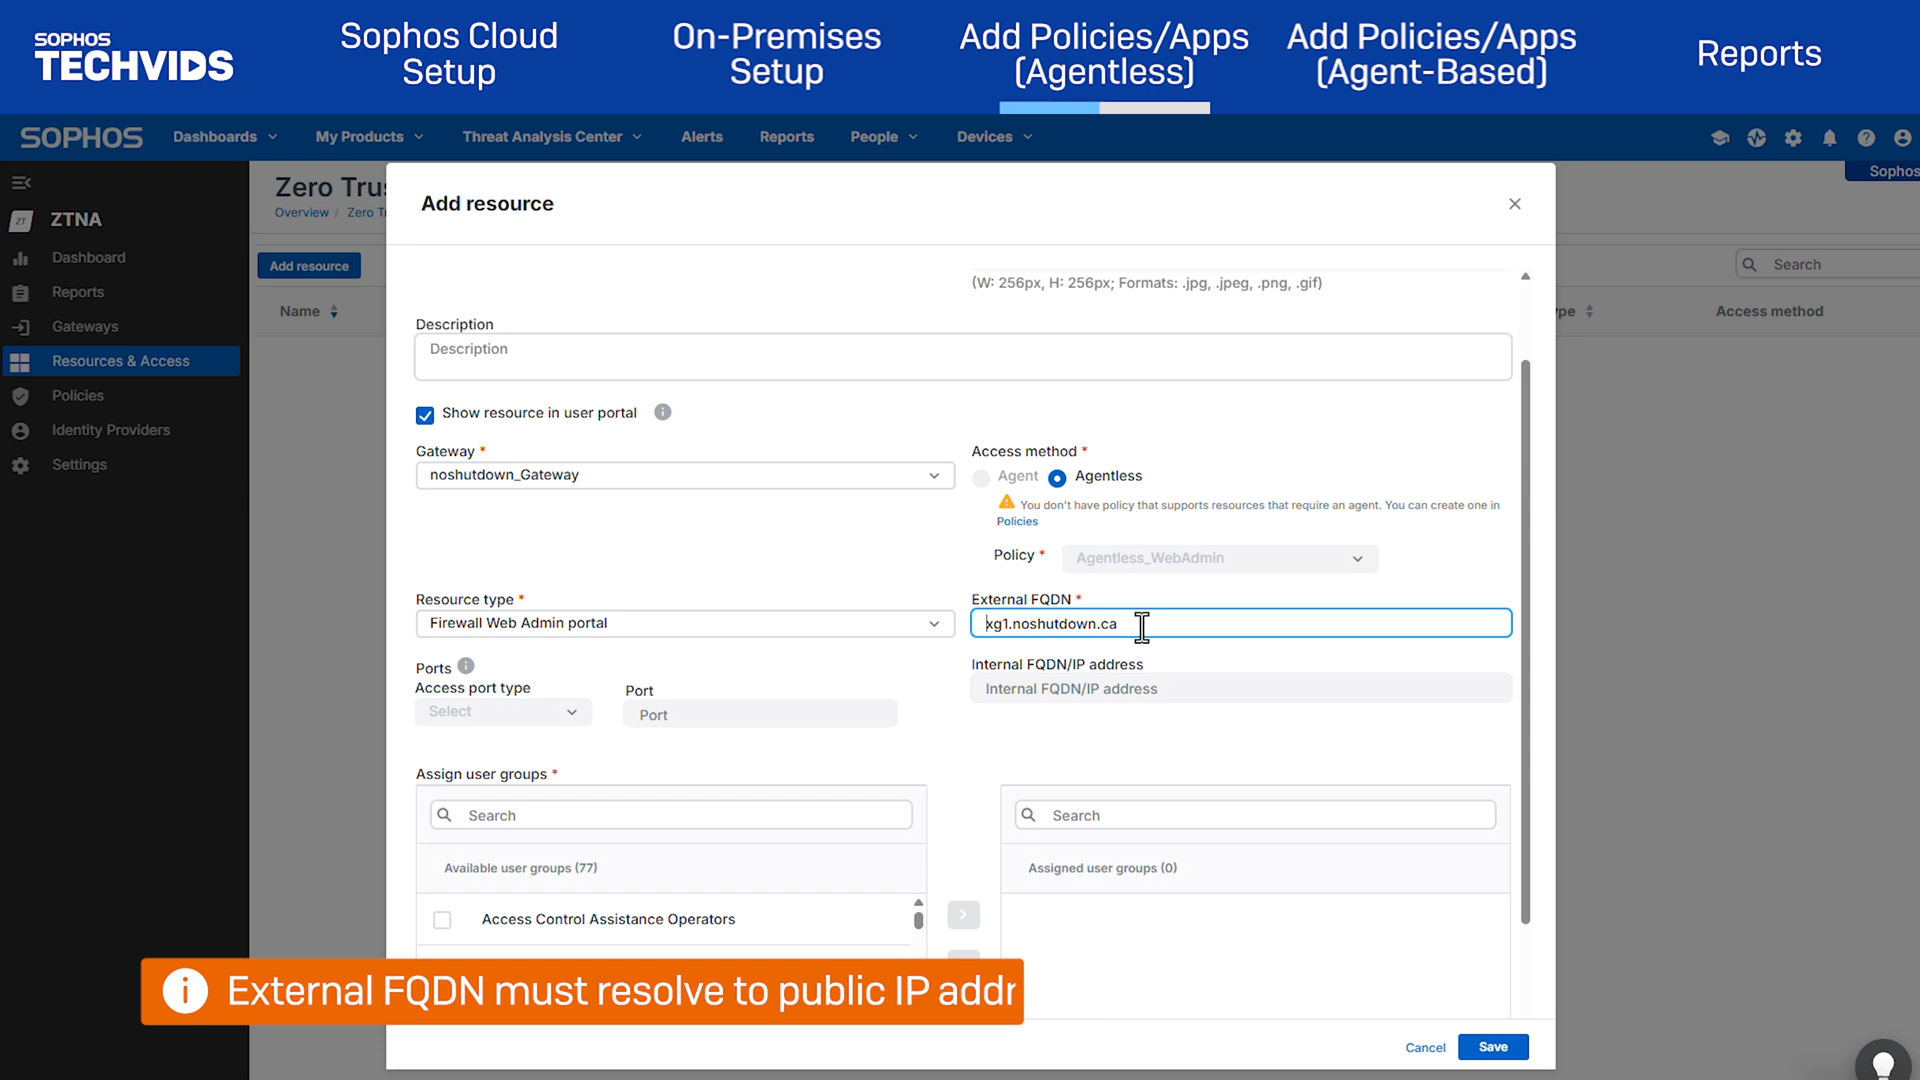 SOPHOS
TECHVIDS
Sophos Cloud
Setup
On-Premises
Setup
Add Policies/Apps
(Agentless)
Add Policies/Apps
(Agent-Based)
Reports
SOPHOS
Dashboards
My Products
Threat Analysis Center
Alerts
Reports
People
Devices
Sophos
ZT
ZTNA
Dashboard
Reports
Gateways
Resources & Access
Policies
Identity Providers
Settings
Zero Trus
Overview / Zero T
Add resource
Search
Name
pe
Access method
Add resource
(W: 256px, H: 256px; Formats: .jpg, .jpeg, .png, .gif)
Description
Description
Show resource in user portal
Gateway *
noshutdown_Gateway
Access method *
Agent
Agentless
You don't have policy that supports resources that require an agent. You can create one in
Policies
Policy *
Agentless_WebAdmin
Resource type *
Firewall Web Admin portal
External FQDN *
xg1.noshutdown.ca
Ports
Access port type
Select
Port
Port
Internal FQDN/IP address
Internal FQDN/IP address
Assign user groups *
Search
Search
Available user groups (77)
Assigned user groups (0)
Access Control Assistance Operators
External FQDN must resolve to public IP addr
Cancel
Save